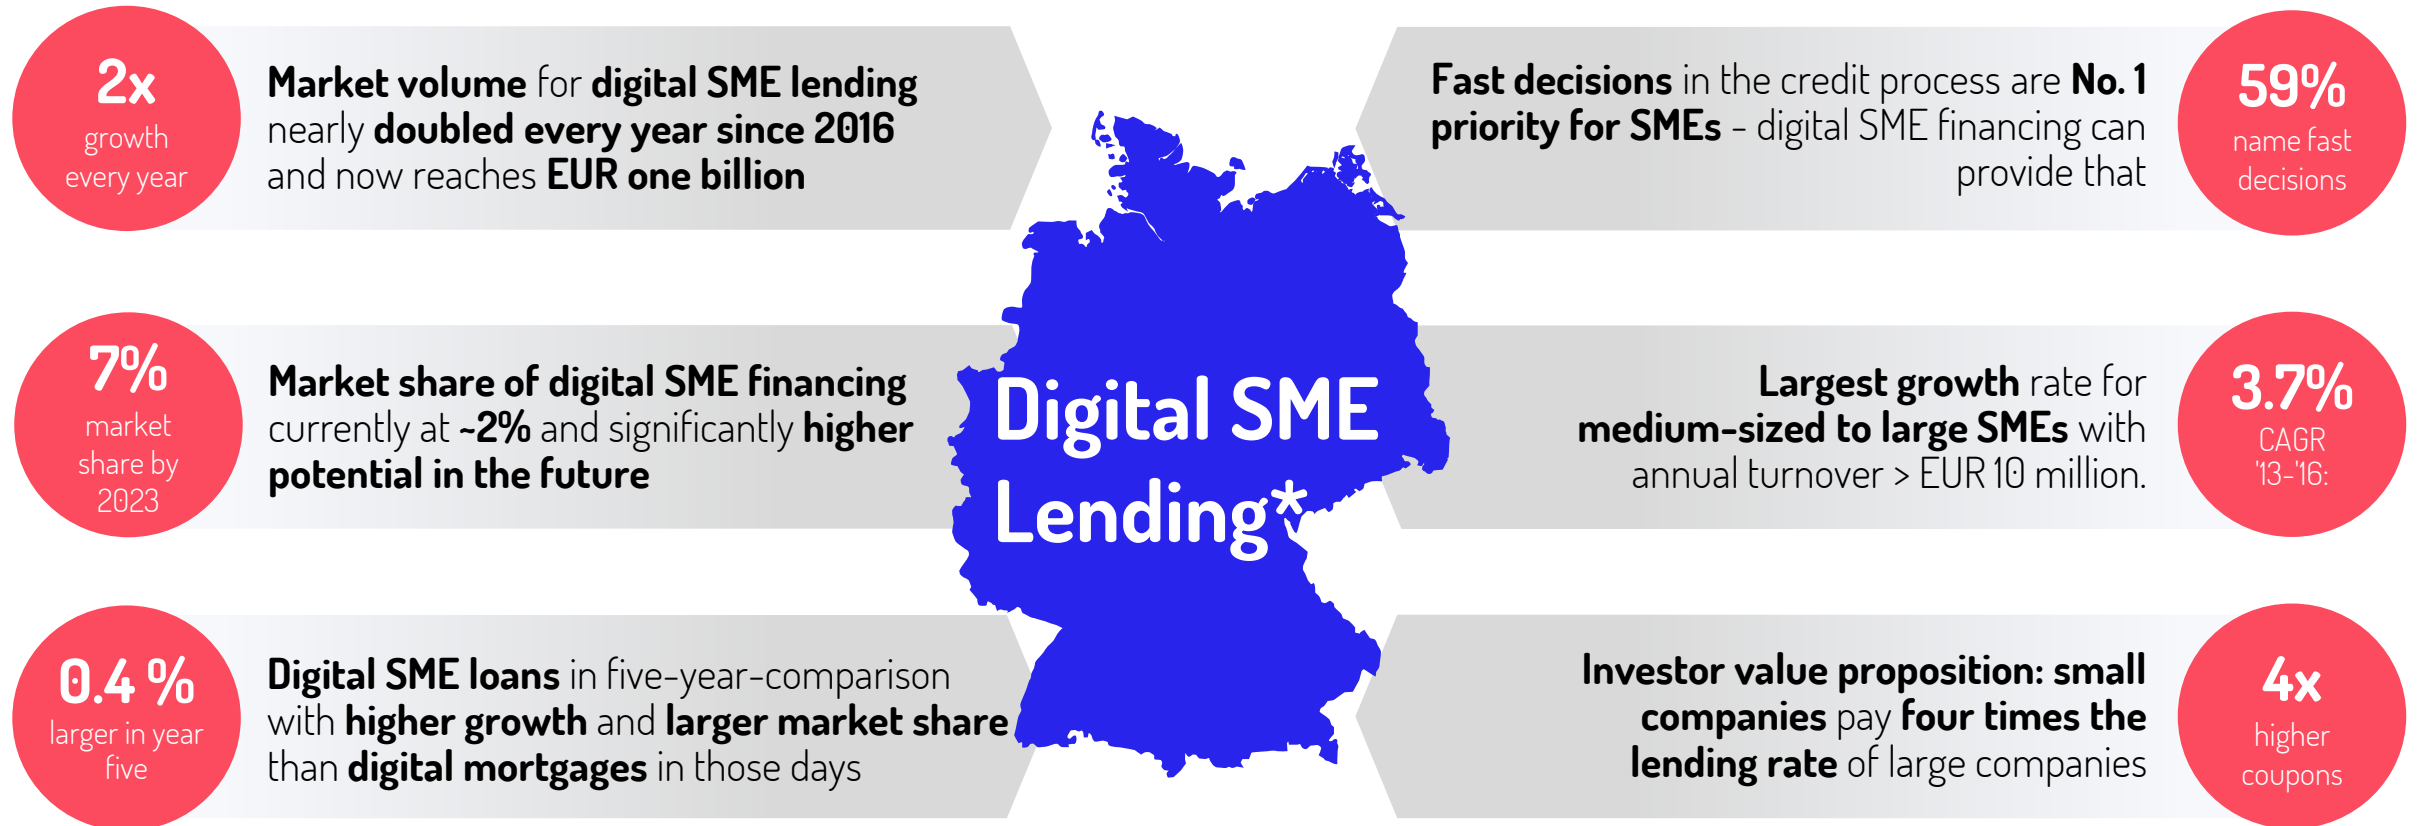 2x
growth
every year
Market volume for digital SME lending
nearly doubled every year since 2016
and now reaches EUR one billion
7%
market
share by
2023
Market share of digital SME financing
currently at ~2% and significantly higher
potential in the future
0.4 %
larger in year
five
Digital SME loans in five-year-comparison
with higher growth and larger market share
than digital mortgages in those days
Digital SME
Lending*
Fast decisions in the credit process are No. 1
priority for SMEs - digital SME financing can
provide that
59%
name fast
decisions
Largest growth rate for
medium-sized to large SMEs with
annual turnover > EUR 10 million.
3.7%
CAGR
'13-'16:
Investor value proposition: small
companies pay four times the
lending rate of large companies
4x
higher
coupons